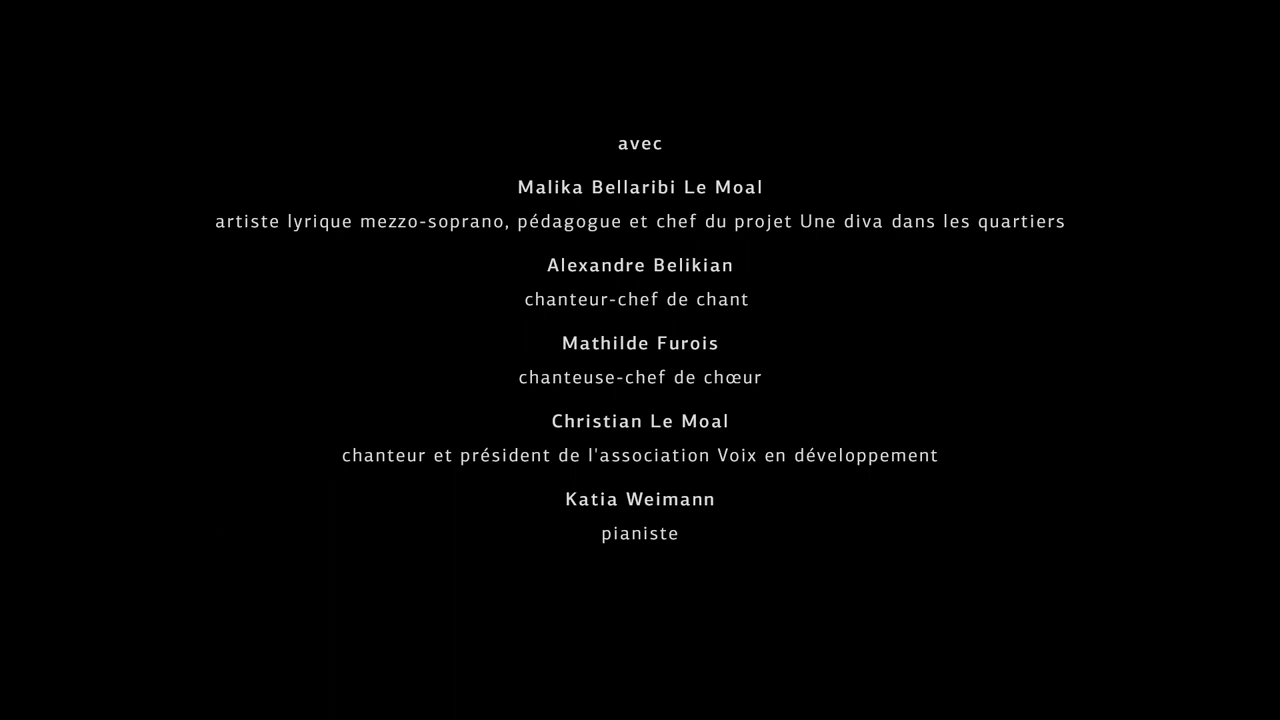 avec
Malika Bellaribi Le Moal
artiste lyrique mezzo-soprano, pédagogue et chef du projet Une diva dans les quartiers
Alexandre Belikian
chanteur-chef de chant
Mathilde Furois
chanteuse-chef de chœur
Christian Le Moal
chanteur et président de l'association Voix en développement
Katia Weimann
pianiste